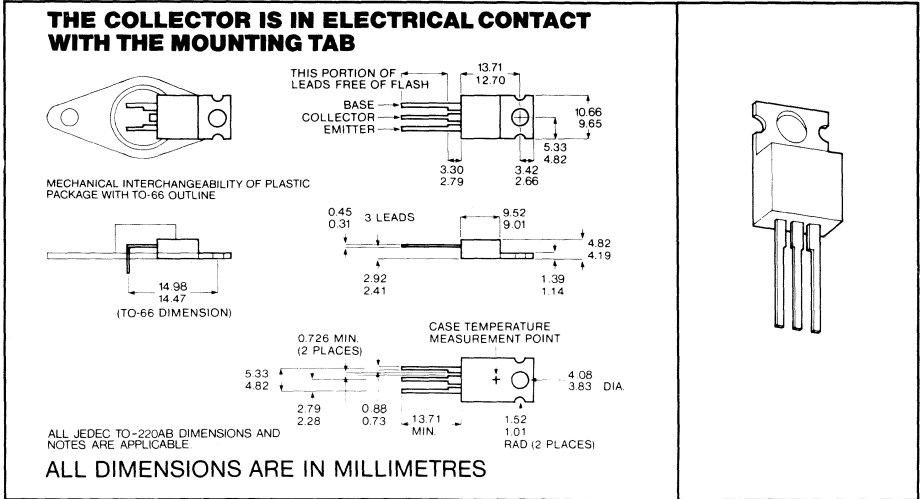 THE COLLECTOR IS IN ELECTRICAL CONTACT
WITH THE MOUNTING TAB
THIS PORTION OF
LEADS FREE OF FLASH
13.71
12.70
BASE
COLLECTOR
EMITTER
10.66
9.65
5.33
4.82
3.30
2.79
3.42
2.66
MECHANICAL INTERCHANGEABILITY OF PLASTIC
PACKAGE WITH TO-66 OUTLINE
0.45
0.31
3 LEADS
9.52
9.01
4.82
4.19
2.92
2.41
1.39
1.14
14.98
14.47
(TO-66 DIMENSION)
0.726 MIN.
(2 PLACES)
CASE TEMPERATURE
MEASUREMENT POINT
5.33
4.82
4.08
3.83 DIA.
2.79
2.28
0.88
0.73
13.71
MIN.
1.52
1.01
RAD (2 PLACES)
ALL JEDEC TO-220AB DIMENSIONS AND
NOTES ARE APPLICABLE
ALL DIMENSIONS ARE IN MILLIMETRES